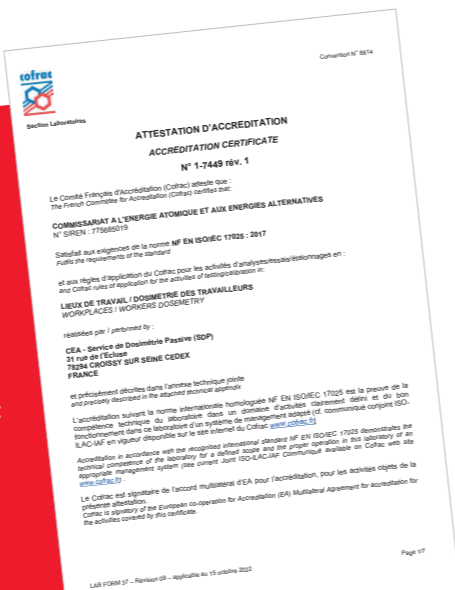 Convention N° 8814
cofrac
Section Laboratoires
ATTESTATION D'ACCREDITATION
ACCREDITATION CERTIFICATE
N° 1-7449 rév. 1
Le Comité Français d'Accréditation (Cofrac) atteste que :
The French Committee for Accreditation (Cofrac) certifies that:
COMMISSARIAT A L'ENERGIE ATOMIQUE ET AUX ENERGIES ALTERNATIVES
N° SIREN : 775685019
Satisfait aux exigences de la norme NF EN ISO/IEC 17025 : 2017
Fulfils the requirements of the standard
et aux règles d'application du Cofrac pour les activités d'analyses/essais/étalonnages en :
and Cofrac rules of application for the activities of testing/calibration in:
LIEUX DE TRAVAIL / DOSIMETRIE DES TRAVAILLEURS
WORKPLACES / WORKERS DOSEMETRY
réalisées par / performed by :
CEA - Service de Dosimétrie Passive (SDP)
31 rue de l'Ecluse
78294 CROISSY SUR SEINE CEDEX
FRANCE
et précisément décrites dans l'annexe technique jointe
and precisely described in the attached technical appendix
L'accréditation suivant la norme internationale homologuée NF EN ISO/IEC 17025 est la preuve de la
compétence technique du laboratoire dans un domaine d'activités clairement défini et du bon
fonctionnement dans ce laboratoire d'un système de management adapté (cf. communiqué conjoint ISO-
ILAC-IAF en vigueur disponible sur le site internet du Cofrac www.cofrac.fr)
Accreditation in accordance with the recognised international standard NF EN ISO/IEC 17025 demonstrates the
technical competence of the laboratory for a defined scope and the proper operation in this laboratory of an
appropriate management system (see current Joint ISO-ILAC-IAF Communiqué available on Cofrac web site
www.cofrac.fr) .
Le Cofrac est signataire de l'accord multilatéral d'EA pour l'accréditation, pour les activités objets de la
présente attestation.
Cofrac is signatory of the European co-operation for Accreditation (EA) Multilateral Agreement for accreditation for
the activities covered by this certificate.
LAB FORM 37 – Révision 09 – applicable au 15 octobre 2022
Page 1/7